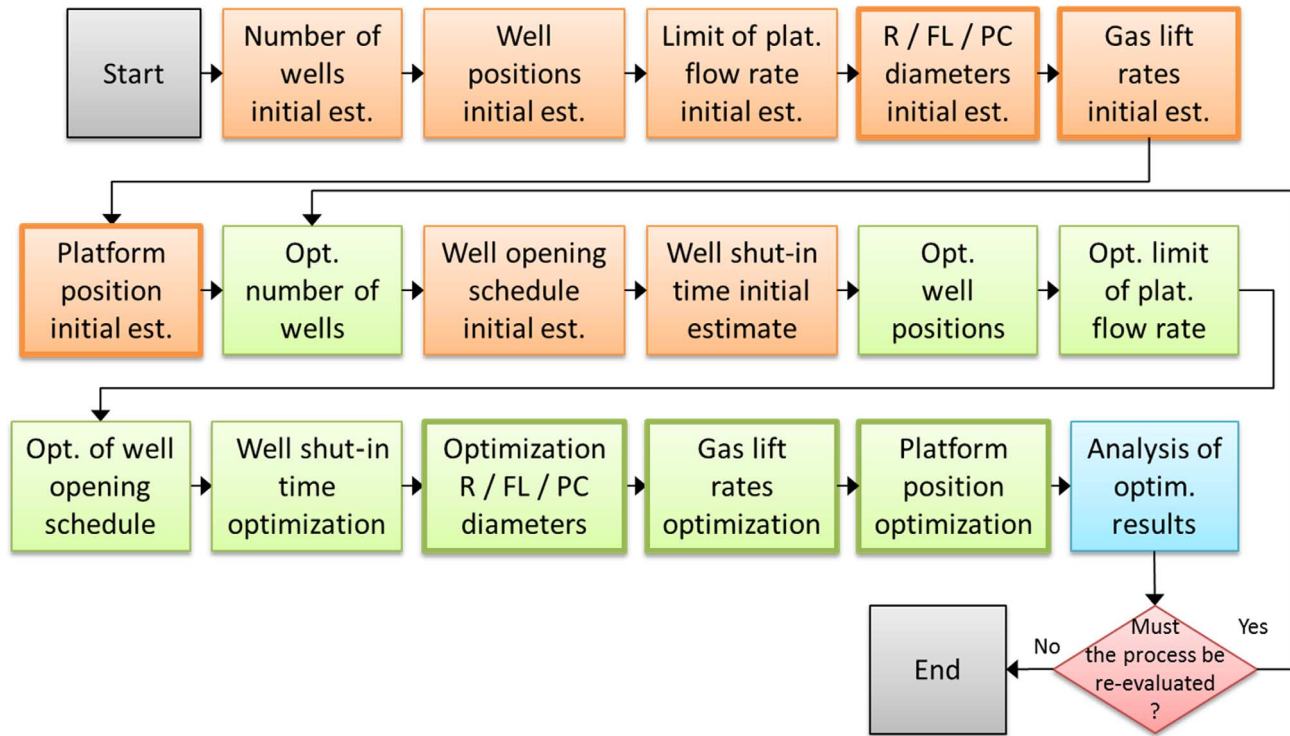 Start
Number of
wells
initial est.
Well
positions
initial est.
Limit of plat.
flow rate
initial est.
R / FL / PC
diameters
initial est.
Gas lift
rates
initial est.
Platform
position
initial est.
Opt.
number of
wells
Well opening
schedule
initial est.
Well shut-in
time initial
estimate
Opt.
well
positions
Opt. limit
of plat.
flow rate
Opt. of well
opening
schedule
Well shut-in
time
optimization
Optimization
R / FL / PC
diameters
Gas lift
rates
optimization
Platform
position
optimization
Analysis of
optim.
results
Must
the process be
re-evaluated
?
Yes
No
End